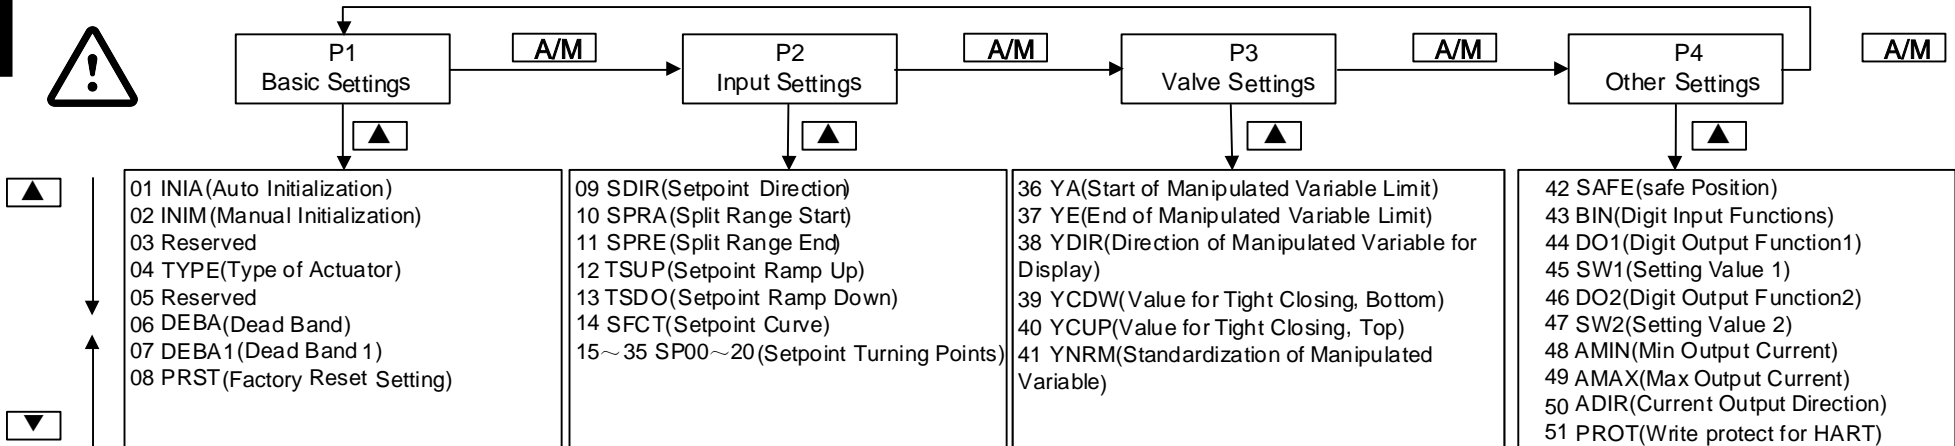 P1
Basic Settings
A/M
P2
Input Settings
A/M
P3
Valve Settings
A/M
P4
Other Settings
A/M
01 INIA(Auto Initialization)
02 INIM(Manual Initialization)
03 Reserved
04 TYPE(Type of Actuator)
05 Reserved
06 DEBA(Dead Band)
07 DEBA1(Dead Band 1)
08 PRST(Factory Reset Setting)
09 SDIR(Setpoint Direction)
10 SPRA(Split Range Start)
11 SPRE(Split Range End)
12 TSUP(Setpoint Ramp Up)
13 TSDO(Setpoint Ramp Down)
14 SFCT(Setpoint Curve)
15～35 SP00～20(Setpoint Turning Points)
36 YA(Start of Manipulated Variable Limit)
37 YE(End of Manipulated Variable Limit)
38 YDIR(Direction of Manipulated Variable for
Display)
39 YCDW(Value for Tight Closing, Bottom)
40 YCUP(Value for Tight Closing, Top)
41 YNRM(Standardization of Manipulated
Variable)
42 SAFE(safe Position)
43 BIN(Digit Input Functions)
44 DO1(Digit Output Function1)
45 SW1(Setting Value 1)
46 DO2(Digit Output Function2)
47 SW2(Setting Value 2)
48 AMIN(Min Output Current)
49 AMAX(Max Output Current)
50 ADIR(Current Output Direction)
51 PROT(Write protect for HART)